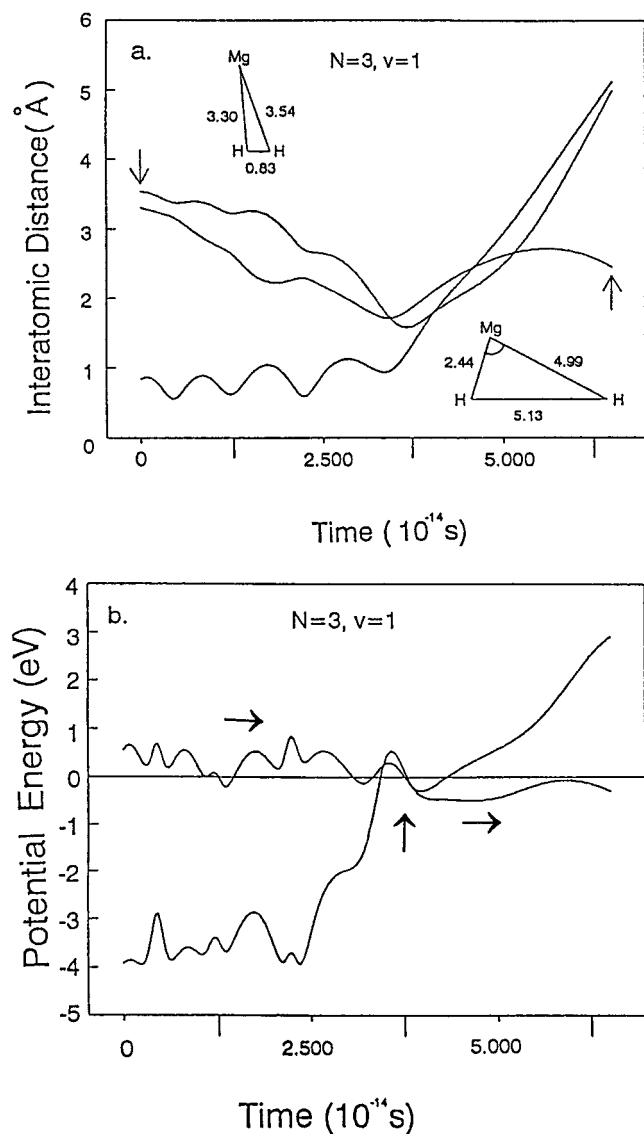 6
a.
Mg
N=3, v=1
5
3.30
3.54
4
H H
0.83
Interatomic Distance(Å)
3
2
Mg
2.44
4.99
1
H H
5.13
0
0 2.500 5.000
Time (10⁻¹⁴s)
4
b.
N=3, v=1
3
2
1
0
Potential Energy (eV)
-1
-2
-3
-4
-5
0 2.500 5.000
Time (10⁻¹⁴s)